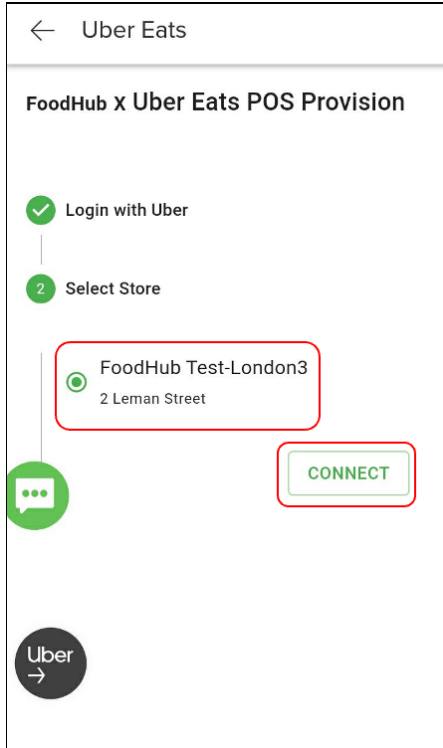 Uber Eats
FoodHub x Uber Eats POS Provision
Login with Uber
2 Select Store
FoodHub Test-London3
2 Leman Street
CONNECT
Uber